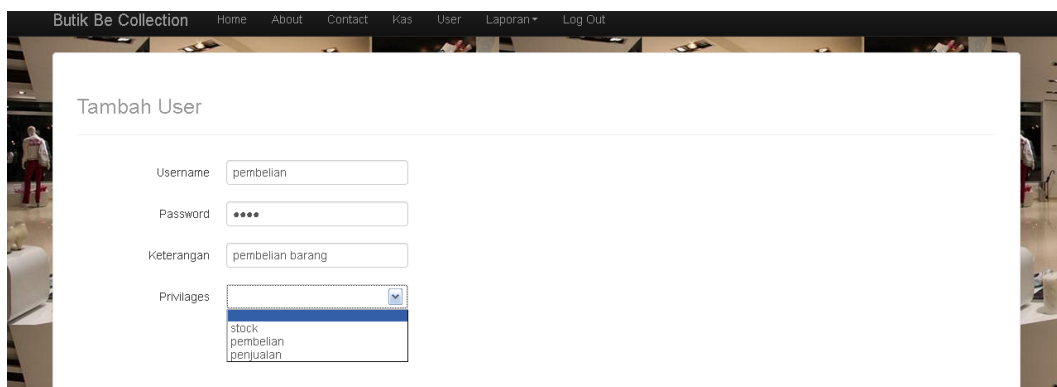 Butik Be Collection Home About Contact Kas User Laporan Log Out
Tambah User
Username pembelian
Password ••••
Keterangan pembelian barang
Privilages
stock
pembelian
penjualan